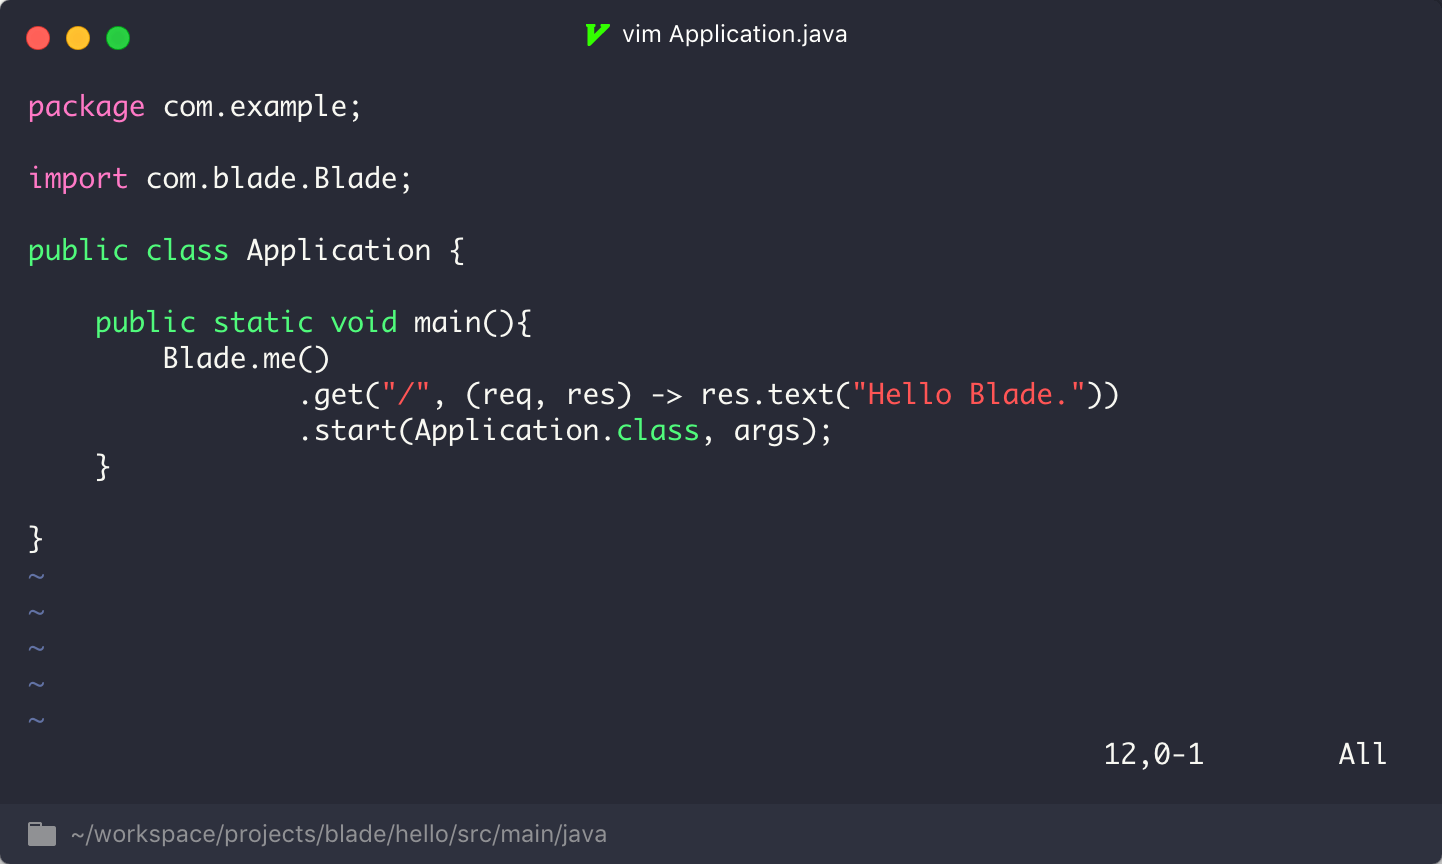 vim Application.java
package com.example;
import com.blade.Blade;
public class Application {
    public static void main(){
        Blade.me()
                .get("/", (req, res) -> res.text("Hello Blade."))
                .start(Application.class, args);
    }
}
~
~
~
~
~
12,0-1        All
~/workspace/projects/blade/hello/src/main/java